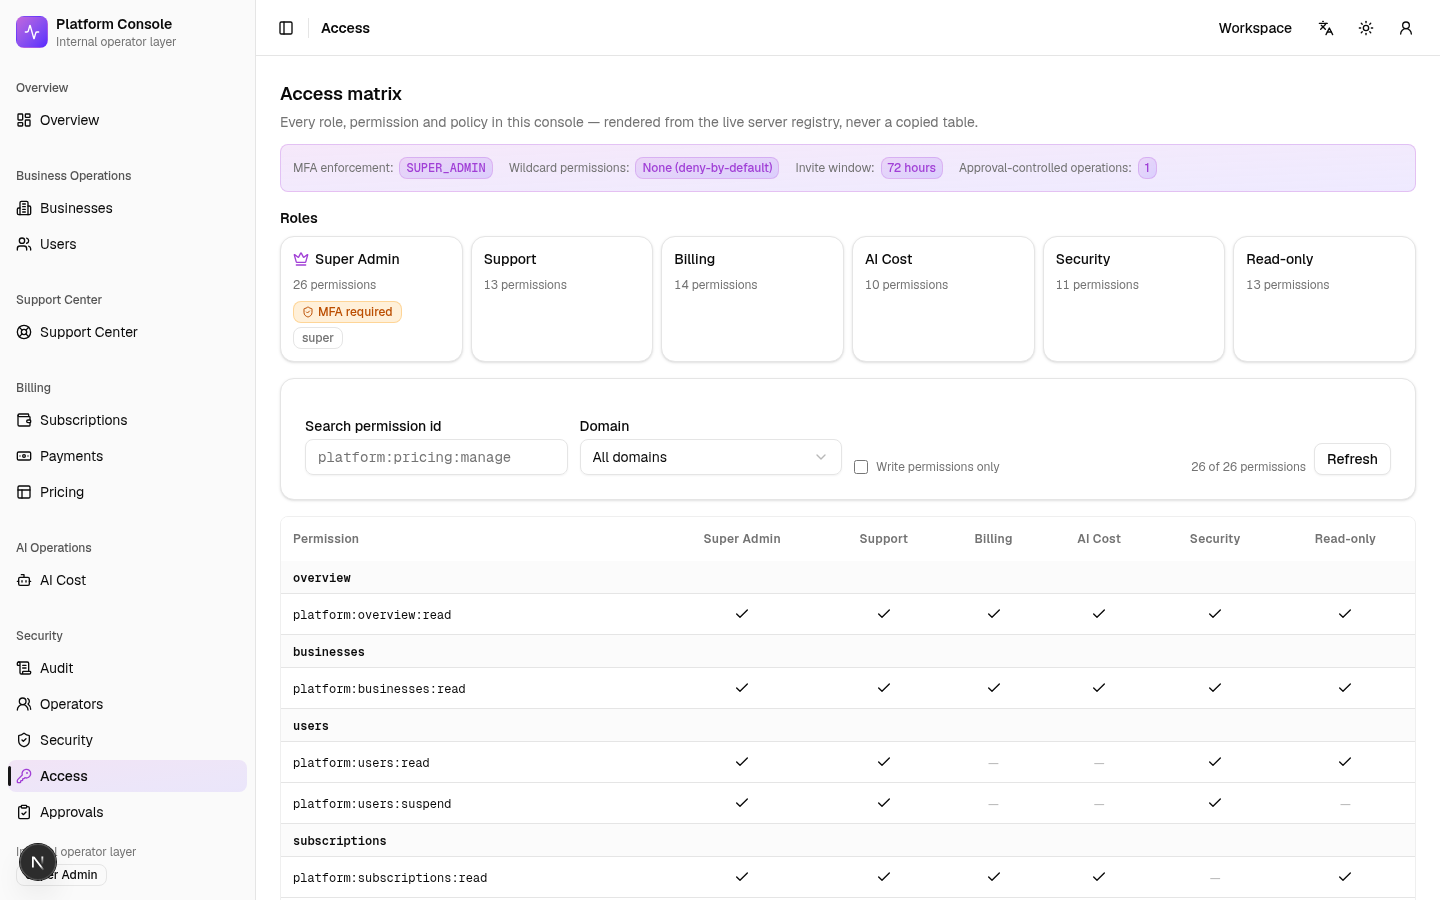 Platform Console
Internal operator layer
Overview
Overview
Business Operations
Businesses
Users
Support Center
Support Center
Billing
Subscriptions
Payments
Pricing
AI Operations
AI Cost
Security
Audit
Operators
Security
Access
Approvals
operator layer
Admin
N
Access
Workspace
Access matrix
Every role, permission and policy in this console — rendered from the live server registry, never a copied table.
MFA enforcement: SUPER_ADMIN Wildcard permissions: None (deny-by-default) Invite window: 72 hours Approval-controlled operations: 1
Roles
Super Admin
26 permissions
MFA required
super
Support
13 permissions
Billing
14 permissions
AI Cost
10 permissions
Security
11 permissions
Read-only
13 permissions
Search permission id
platform:pricing:manage
Domain
All domains
Write permissions only
26 of 26 permissions
Refresh
Permission Super Admin Support Billing AI Cost Security Read-only
overview
platform:overview:read ✓ ✓ ✓ ✓ ✓ ✓
businesses
platform:businesses:read ✓ ✓ ✓ ✓ ✓ ✓
users
platform:users:read ✓ ✓ — — ✓ ✓
platform:users:suspend ✓ ✓ — — ✓ —
subscriptions
platform:subscriptions:read ✓ ✓ ✓ ✓ — ✓